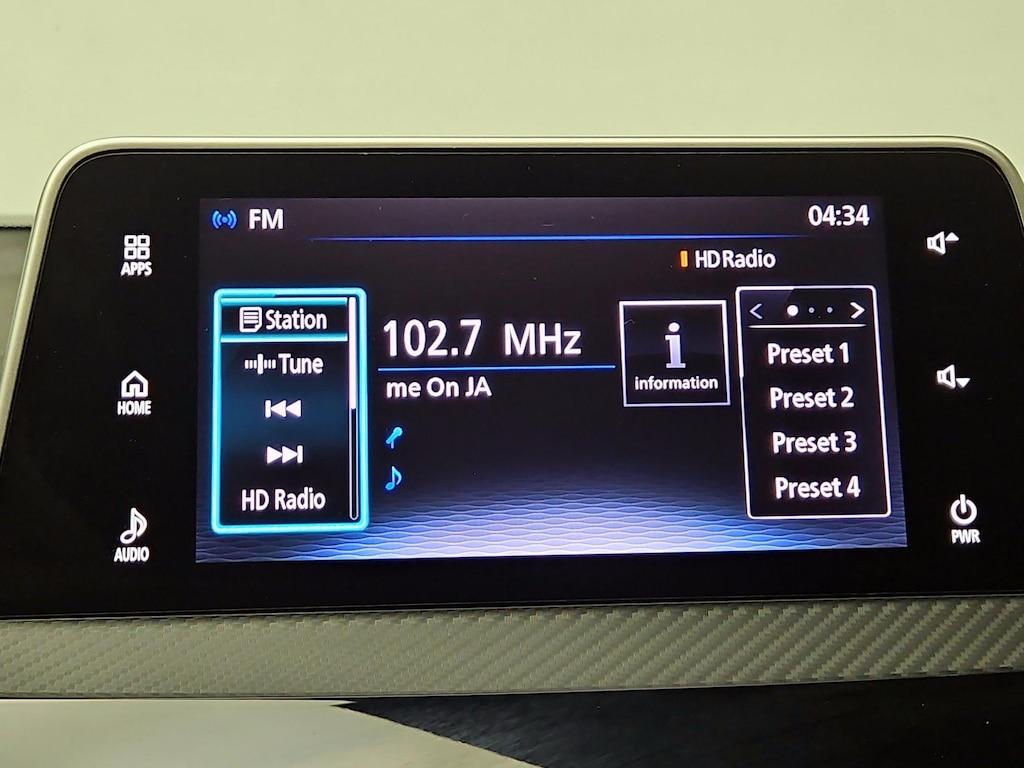 FM
04:34
HD Radio
APPS
HOME
AUDIO
Station
Tune
HD Radio
102.7 MHz
me On JA
information
Preset 1
Preset 2
Preset 3
Preset 4
PWR